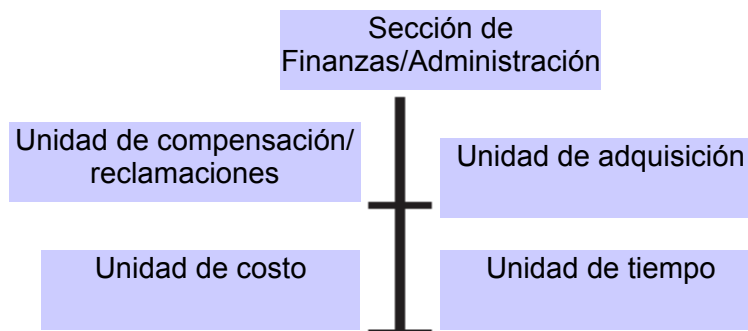 Sección de
Finanzas/Administración
Unidad de compensación/
reclamaciones
Unidad de adquisición
Unidad de costo
Unidad de tiempo